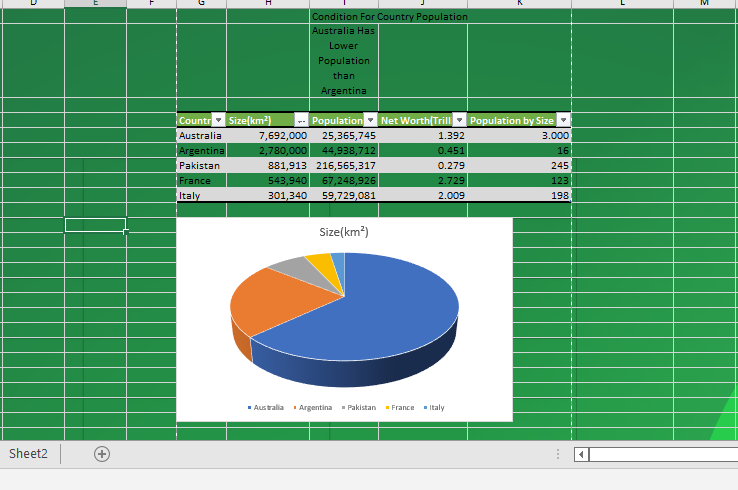 D E F G H I J K L M
Condition For Country Population
Australia Has
Lower
Population
than
Argentina
Countr Size(km²) Population Net Worth(Trill Population by Size
Australia 7,692,000 25,365,745 1.392 3.000
Argentina 2,780,000 44,938,712 0.451 16
Pakistan 881,913 216,565,317 0.279 245
France 543,940 67,248,926 2.729 123
Italy 301,340 59,729,081 2.009 198
Size(km²)
Australia Argentina Pakistan France Italy
Sheet2